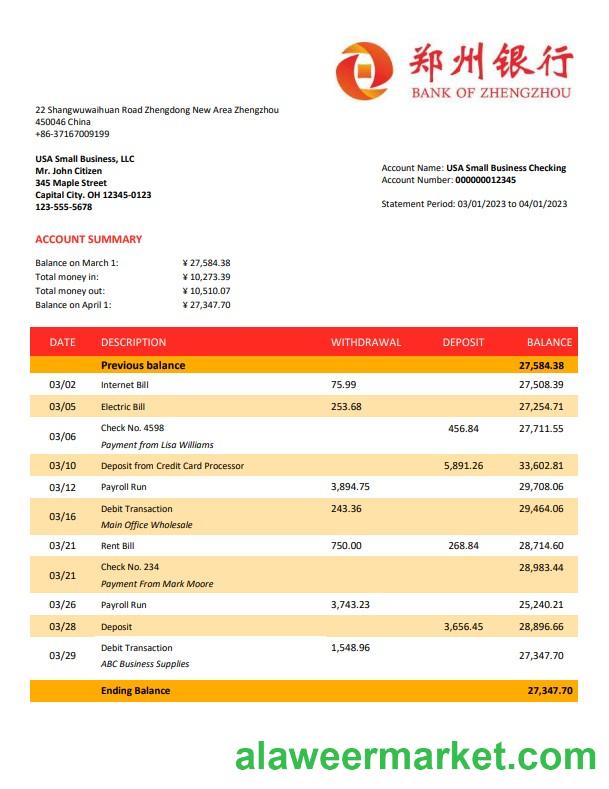 郑州银行
BANK OF ZHENGZHOU
22 Shangwuwaihuan Road Zhengdong New Area Zhengzhou
450046 China
+86-37167009199
USA Small Business, LLC
Mr. John Citizen
345 Maple Street
Capital City. OH 12345-0123
123-555-5678
Account Name: USA Small Business Checking
Account Number: 000000012345
Statement Period: 03/01/2023 to 04/01/2023
ACCOUNT SUMMARY
Balance on March 1: ¥ 27,584.38
Total money in: ¥ 10,273.39
Total money out: ¥ 10,510.07
Balance on April 1: ¥ 27,347.70
DATE DESCRIPTION WITHDRAWAL DEPOSIT BALANCE
Previous balance 27,584.38
03/02 Internet Bill 75.99 27,508.39
03/05 Electric Bill 253.68 27,254.71
03/06 Check No. 4598 456.84 27,711.55
Payment from Lisa Williams
03/10 Deposit from Credit Card Processor 5,891.26 33,602.81
03/12 Payroll Run 3,894.75 29,708.06
03/16 Debit Transaction 243.36 29,464.06
Main Office Wholesale
03/21 Rent Bill 750.00 268.84 28,714.60
03/21 Check No. 234 28,983.44
Payment From Mark Moore
03/26 Payroll Run 3,743.23 25,240.21
03/28 Deposit 3,656.45 28,896.66
03/29 Debit Transaction 1,548.96 27,347.70
ABC Business Supplies
Ending Balance 27,347.70
alaweermarket.com